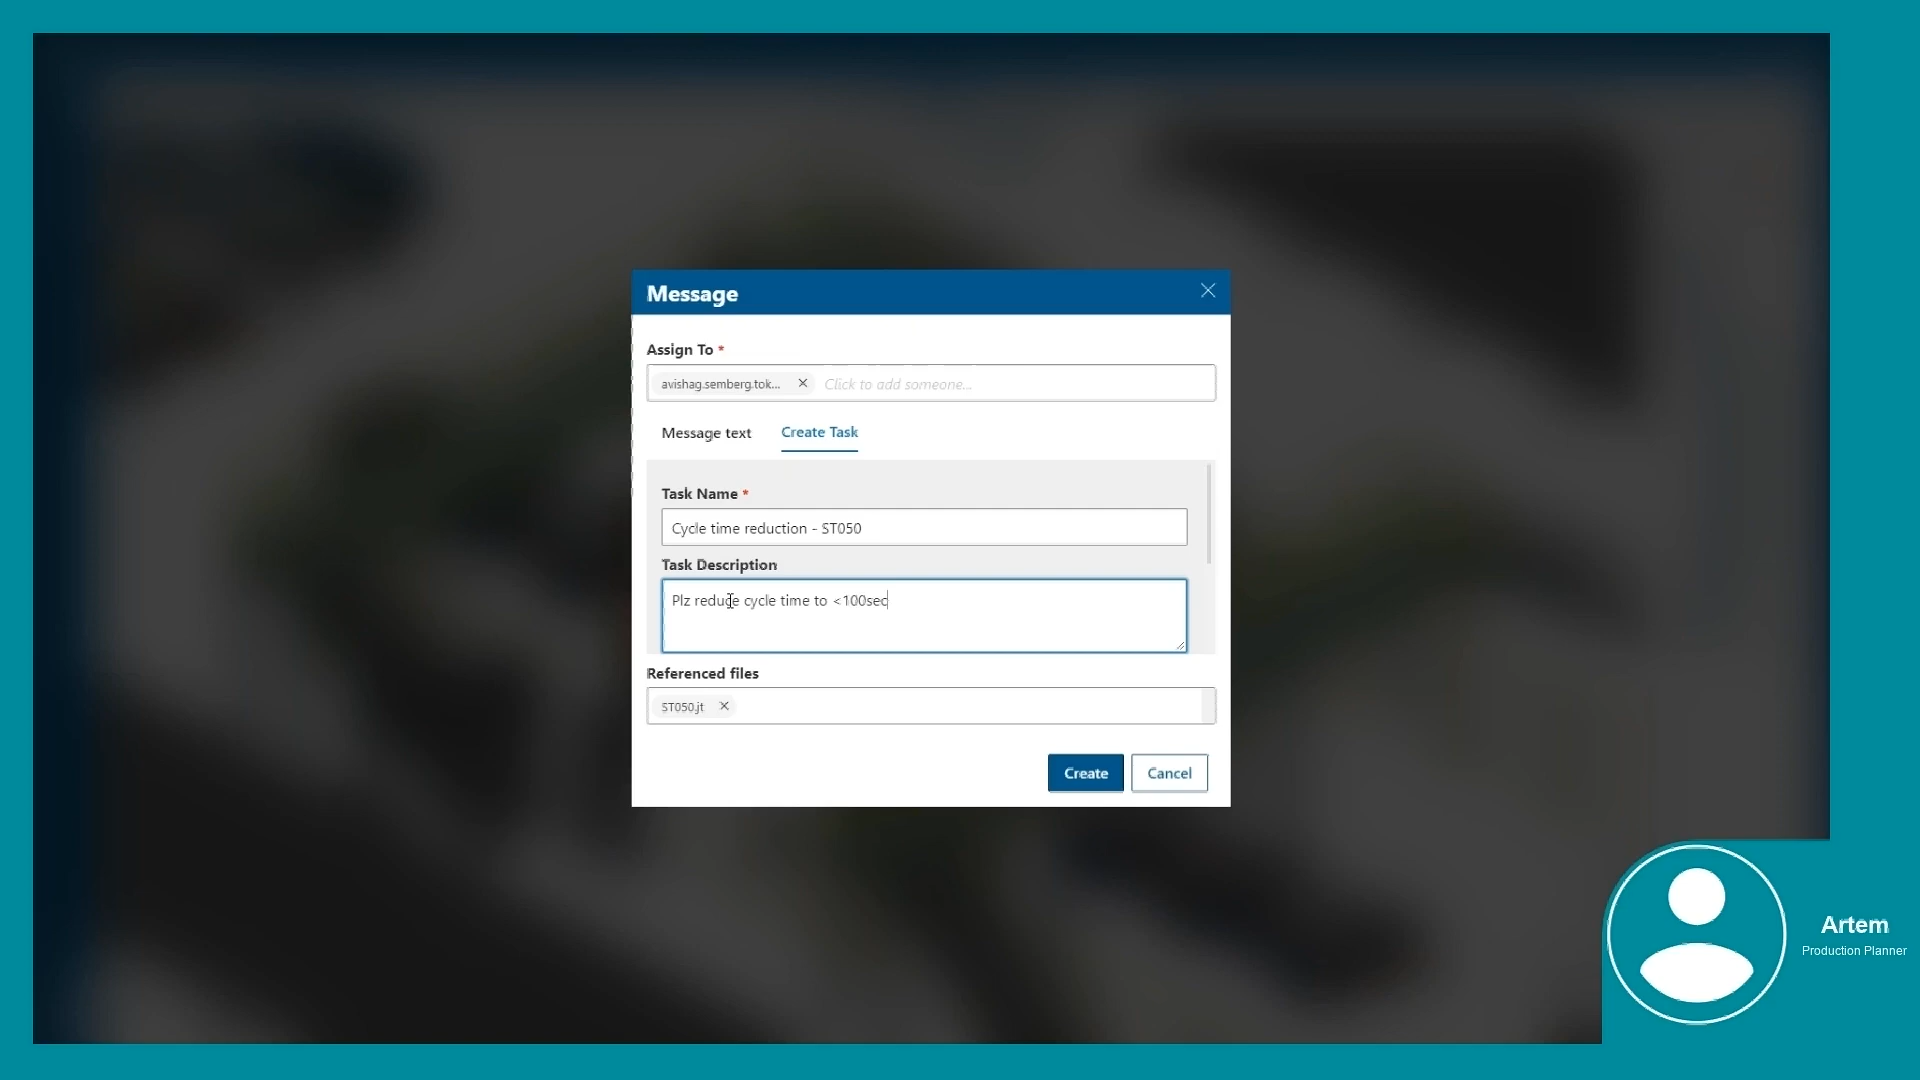 Message
Assign To *
avishag.semberg.tok... Click to add someone...
Message text Create Task
Task Name *
Cycle time reduction - ST050
Task Description
Plz reduce cycle time to <100sec
Referenced files
ST050.jt
Create Cancel
Artem
Production Planner